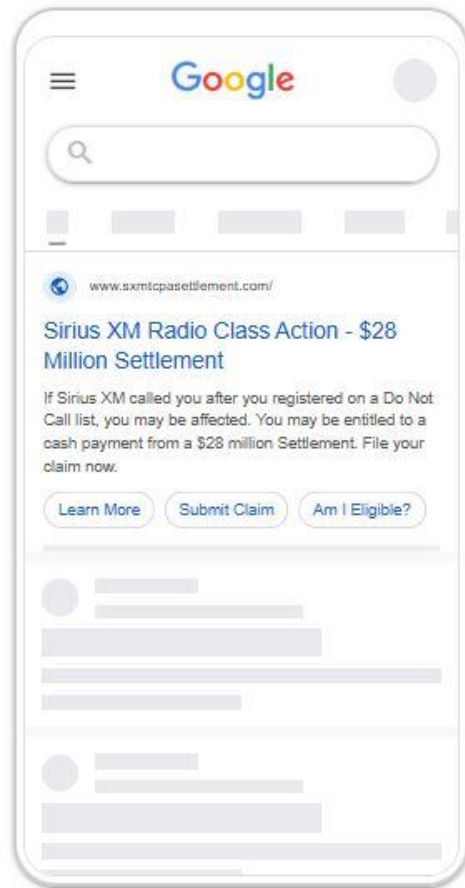 Google
www.sxmtcpasettlement.com/
Sirius XM Radio Class Action - $28
Million Settlement
If Sirius XM called you after you registered on a Do Not
Call list, you may be affected. You may be entitled to a
cash payment from a $28 million Settlement. File your
claim now.
Learn More Submit Claim Am I Eligible?